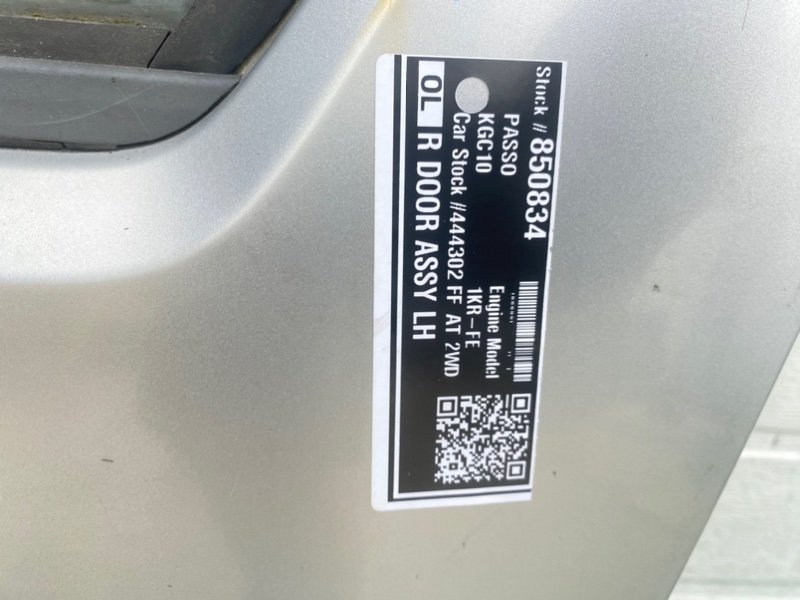 Stock # 850834
PASSO
KGC10
Engine Model
1KR-FE
Car Stock #444302 FF AT 2WD
OL R DOOR ASSY LH